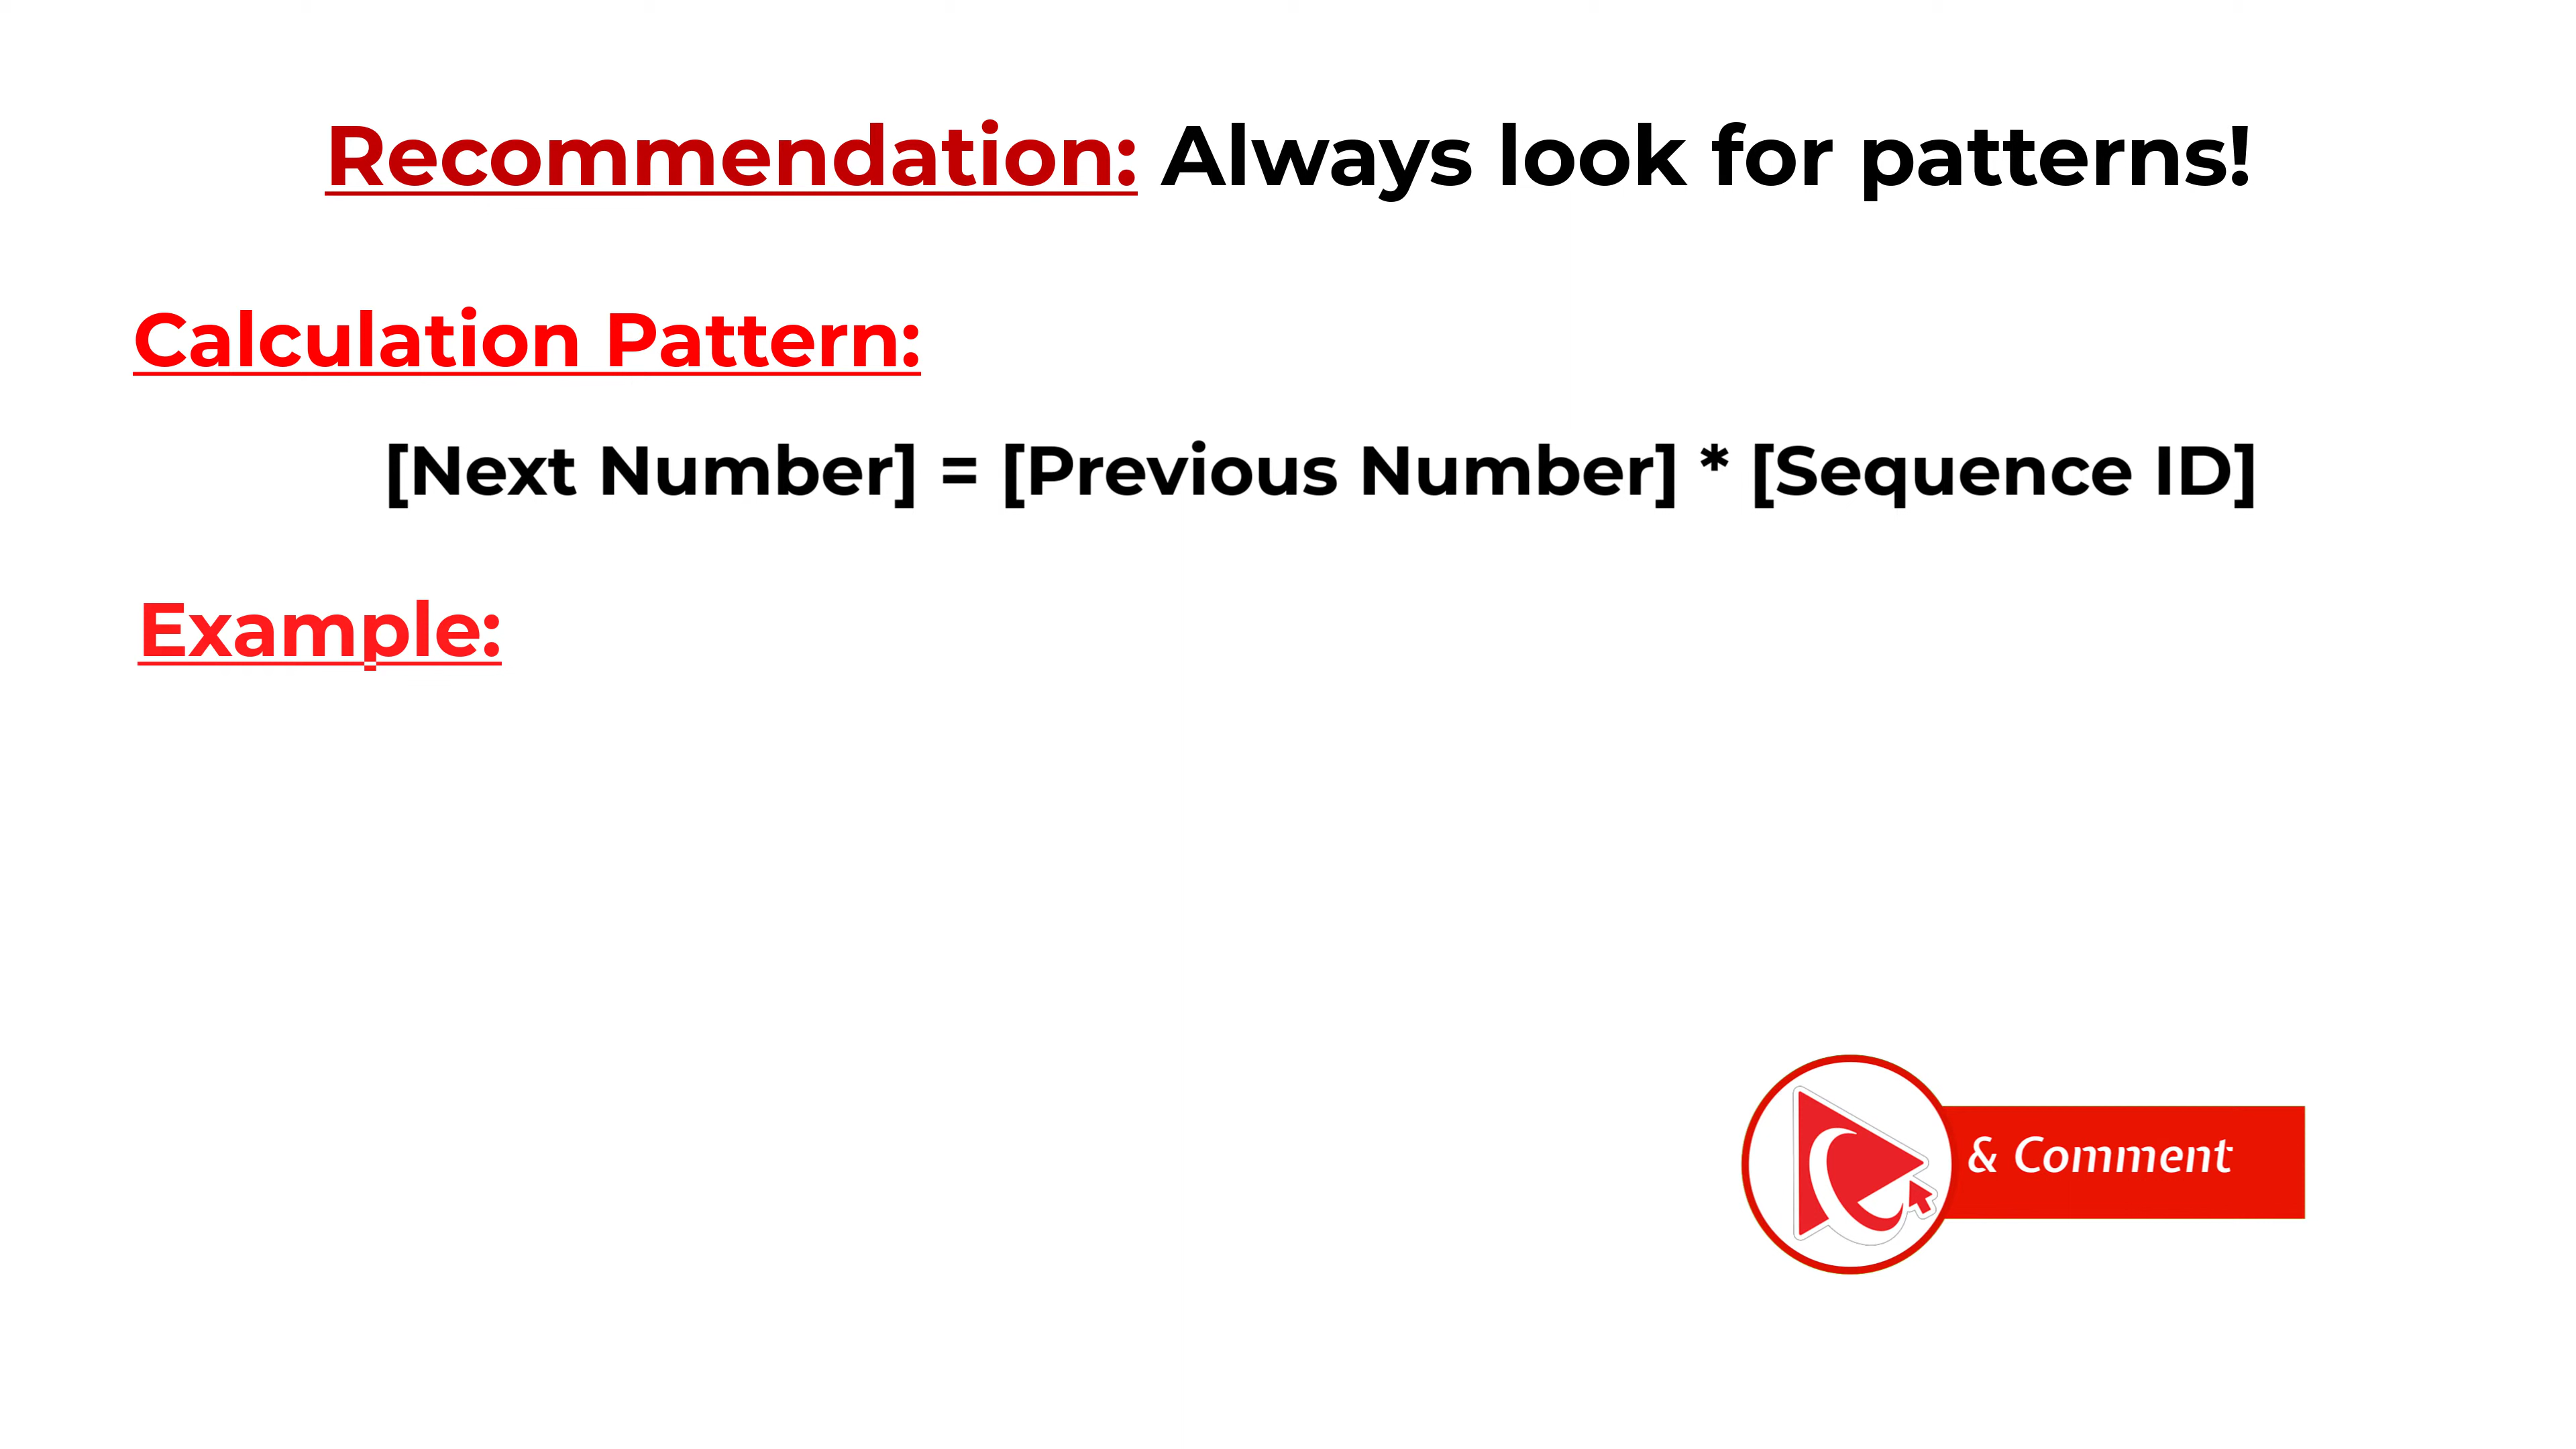 Recommendation: Always look for patterns!
Calculation Pattern:
[Next Number] = [Previous Number] * [Sequence ID]
Example:
& Comment